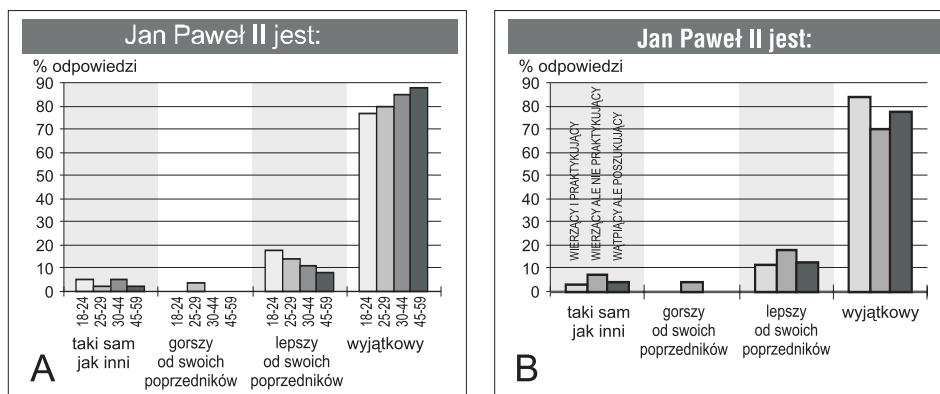 Jan Paweł II jest:
% odpowiedzi
90
80
70
60
50
40
30
20
10
0
18-24
25-29
30-44
45-59
18-24
25-29
30-44
45-59
18-24
25-29
30-44
45-59
18-24
25-29
30-44
45-59
taki sam
jak inni
gorszy
od swoich
poprzedników
lepszy
od swoich
poprzedników
wyjątkowy
A
Jan Paweł II jest:
% odpowiedzi
90
80
70
60
50
40
30
20
10
0
WIERZĄCY I PRAKTYKUJĄCY
WIERZĄCY ALE NIE PRAKTYKUJĄCY
WATPIĄCY ALE POSZUKUJĄCY
taki sam
jak inni
gorszy
od swoich
poprzedników
lepszy
od swoich
poprzedników
wyjątkowy
B